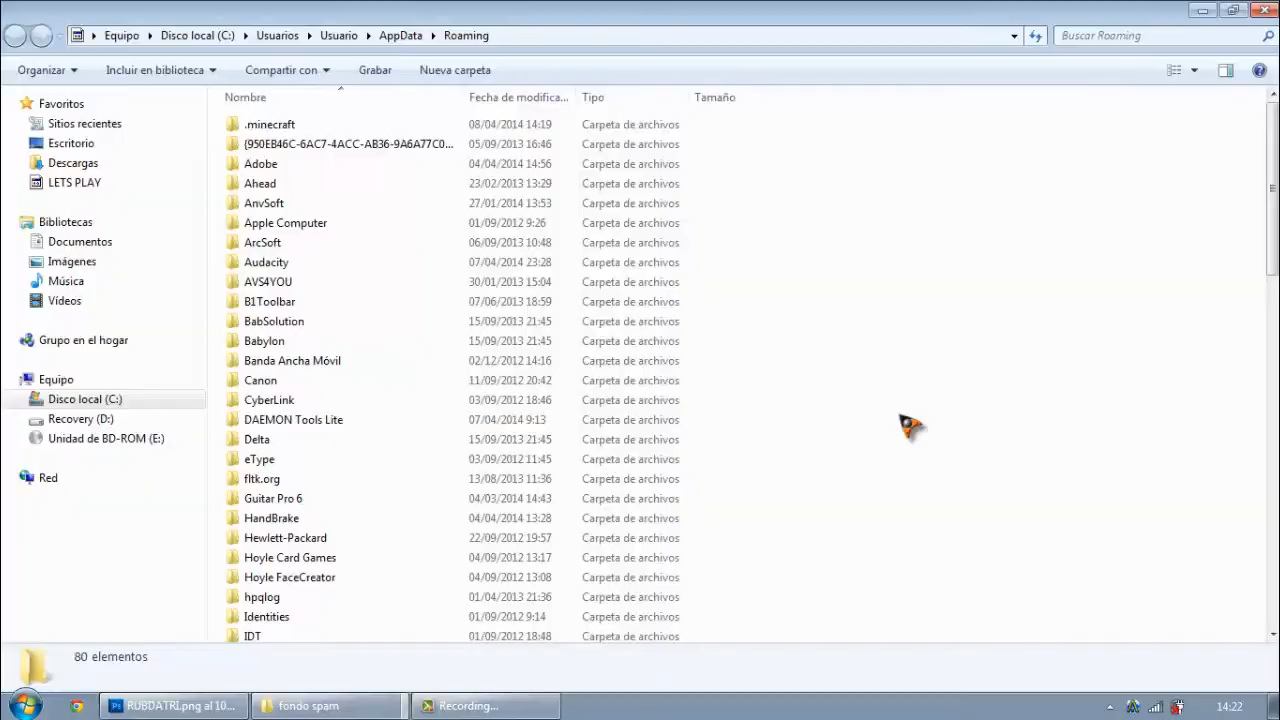 Equipo Disco local (C:) Usuarios Usuario AppData Roaming
Buscar Roaming
Organizar Incluir en biblioteca Compartir con Grabar Nueva carpeta
Nombre Fecha de modifica... Tipo Tamaño
Favoritos
Sitios recientes
Escritorio
Descargas
LETS PLAY
Bibliotecas
Documentos
Imágenes
Música
Vídeos
Grupo en el hogar
Equipo
Disco local (C:)
Recovery (D:)
Unidad de BD-ROM (E:)
Red
.minecraft 08/04/2014 14:19 Carpeta de archivos
{950EB46C-6AC7-4ACC-AB36-9A6A77C0... 05/09/2013 16:46 Carpeta de archivos
Adobe 04/04/2014 14:56 Carpeta de archivos
Ahead 23/02/2013 13:29 Carpeta de archivos
AnvSoft 27/01/2014 13:53 Carpeta de archivos
Apple Computer 01/09/2012 9:26 Carpeta de archivos
ArcSoft 06/09/2013 10:48 Carpeta de archivos
Audacity 07/04/2014 23:28 Carpeta de archivos
AVS4YOU 30/01/2013 15:04 Carpeta de archivos
B1Toolbar 07/06/2013 18:59 Carpeta de archivos
BabSolution 15/09/2013 21:45 Carpeta de archivos
Babylon 15/09/2013 21:45 Carpeta de archivos
Banda Ancha Móvil 02/12/2012 14:16 Carpeta de archivos
Canon 11/09/2012 20:42 Carpeta de archivos
CyberLink 03/09/2012 18:46 Carpeta de archivos
DAEMON Tools Lite 07/04/2014 9:13 Carpeta de archivos
Delta 15/09/2013 21:45 Carpeta de archivos
eType 03/09/2012 11:45 Carpeta de archivos
fltk.org 13/08/2013 11:36 Carpeta de archivos
Guitar Pro 6 04/03/2014 14:43 Carpeta de archivos
HandBrake 04/04/2014 13:28 Carpeta de archivos
Hewlett-Packard 22/09/2012 19:57 Carpeta de archivos
Hoyle Card Games 04/09/2012 13:17 Carpeta de archivos
Hoyle FaceCreator 04/09/2012 13:08 Carpeta de archivos
hpqlog 01/04/2013 21:36 Carpeta de archivos
Identities 01/09/2012 9:14 Carpeta de archivos
IDT 01/09/2012 18:48 Carpeta de archivos
80 elementos
RUBDATRI.png al 10...
fondo spam
Recording...
14:22